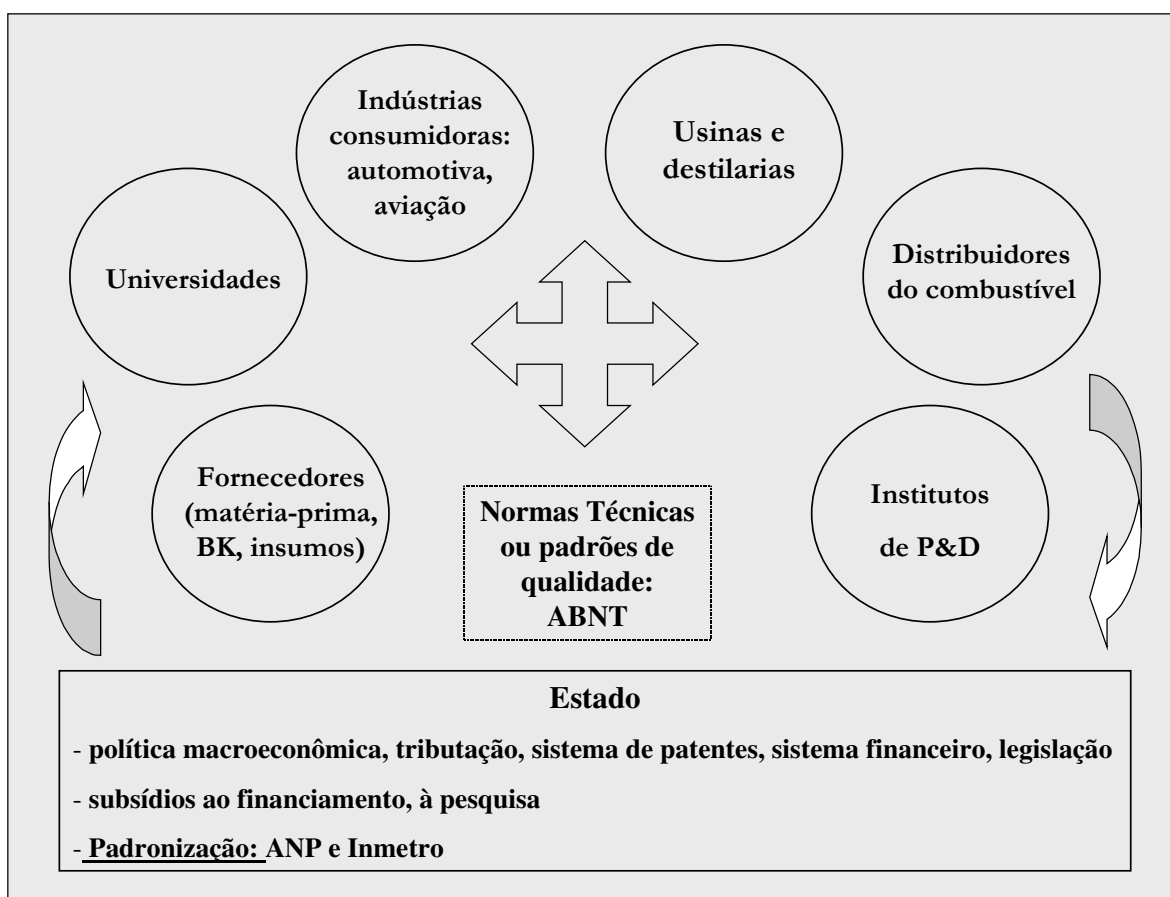 Indústrias
consumidoras:
automotiva,
aviação
Usinas e
destilarias
Universidades
Distribuidores
do combustível
Fornecedores
(matéria-prima,
BK, insumos)
Normas Técnicas
ou padrões de
qualidade:
ABNT
Institutos
de P&D
Estado
- política macroeconômica, tributação, sistema de patentes, sistema financeiro, legislação
- subsídios ao financiamento, à pesquisa
- Padronização: ANP e Inmetro